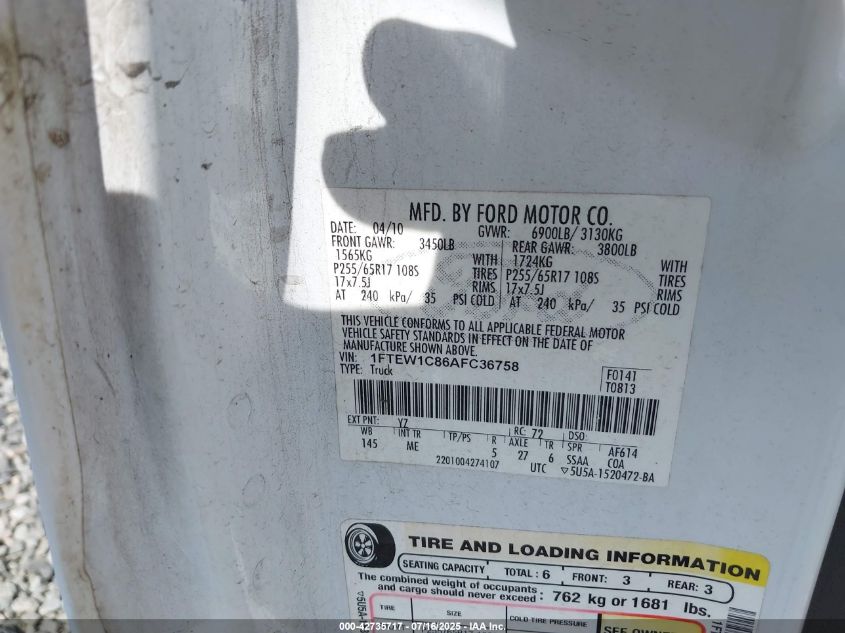 MFD. BY FORD MOTOR CO.
DATE: 04/10 GVWR: 6900LB/ 3130KG
FRONT GAWR: 3450LB REAR GAWR: 3800LB
1565KG WITH 1724KG WITH
P255/65R17 108S TIRES P255/65R17 108S TIRES
17x7.5J RIMS 17x7.5J RIMS
AT 240 kPa/ 35 PSI COLD AT 240 kPa/ 35 PSI COLD
THIS VEHICLE CONFORMS TO ALL APPLICABLE FEDERAL MOTOR
VEHICLE SAFETY STANDARDS IN EFFECT ON THE DATE OF
MANUFACTURE SHOWN ABOVE.
VIN: 1FTEW1C86AFC36758
TYPE: Truck
F0141
T0813
EXT PNT: YZ RC: 72 DSO:
WB INT TR TP/PS R AXLE TR SPR AF614
145 ME 5 27 6 SSAA COA
2201004274107 UTC ▽5U5A-1520472-BA
TIRE AND LOADING INFORMATION
SEATING CAPACITY TOTAL: 6 FRONT: 3 REAR: 3
The combined weight of occupants
and cargo should never exceed: 762 kg or 1681 lbs.
TIRE SIZE COLD TIRE PRESSURE
SEE OWNER
▽5U5A
1F
000-42735717 - 07/16/2025 - IAAI.COM